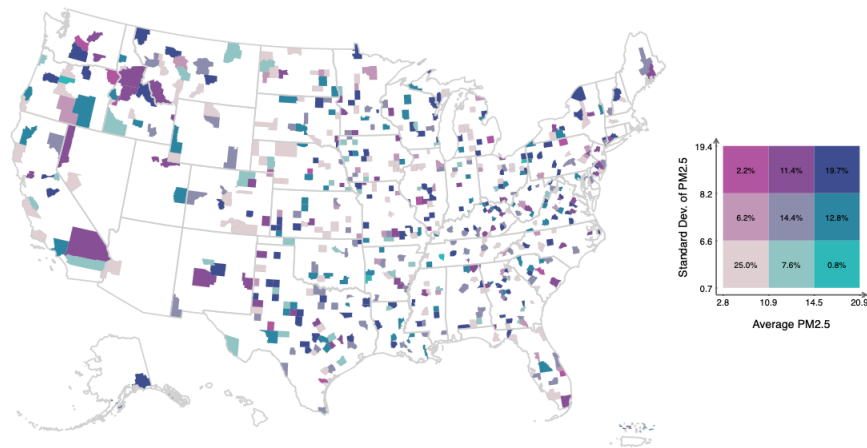 19.4
2.2% 11.4% 19.7%
8.2
6.2% 14.4% 12.8%
6.6
25.0% 7.6% 0.8%
0.7
2.8 10.9 14.5 20.9
Standard Dev. of PM2.5
Average PM2.5